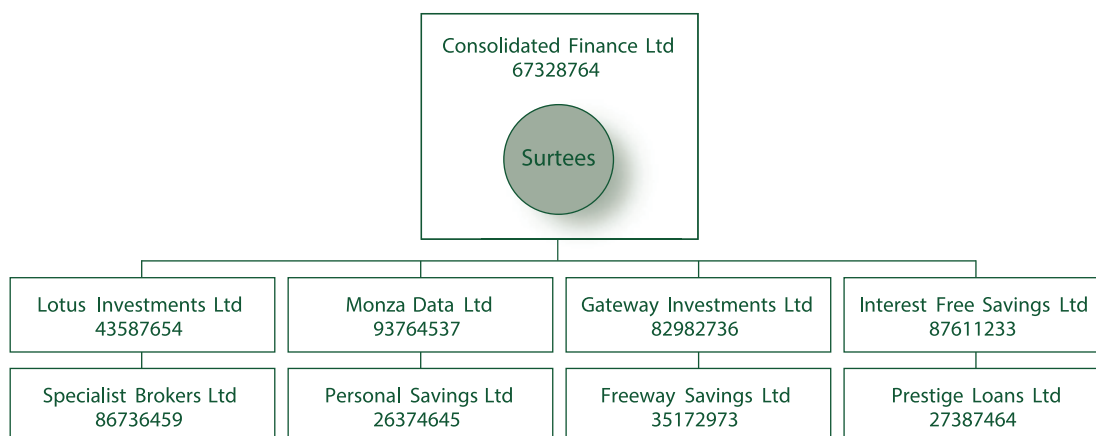 Consolidated Finance Ltd
67328764
Surtees
Lotus Investments Ltd
43587654
Monza Data Ltd
93764537
Gateway Investments Ltd
82982736
Interest Free Savings Ltd
87611233
Specialist Brokers Ltd
86736459
Personal Savings Ltd
26374645
Freeway Savings Ltd
35172973
Prestige Loans Ltd
27387464